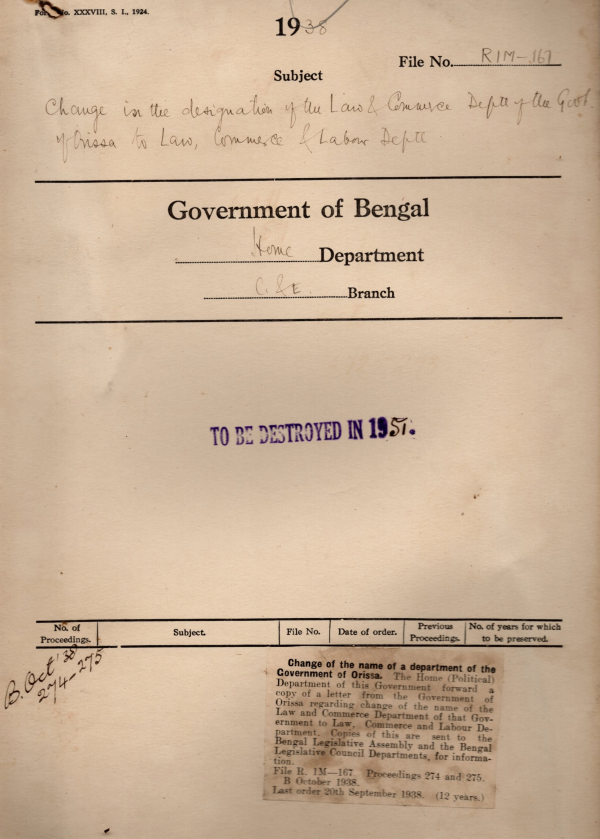 No. XXXVIII, S. I., 1924.
1938
File No. R1M-167
Subject
Change in the designation of the Law & Commerce Deptt of the Govt.
of Orissa to Law, Commerce & Labour Deptt
Government of Bengal
Home Department
C. & E. Branch
TO BE DESTROYED IN 1951.
No. of Proceedings.
Subject.
File No.
Date of order.
Previous Proceedings.
No. of years for which to be preserved.
B. Oct '38
274-275
Change of the name of a department of the
Government of Orissa. The Home (Political)
Department of this Government forward a
copy of a letter from the Government of
Orissa regarding change of the name of the
Law and Commerce Department of that Gov-
ernment to Law, Commerce and Labour De-
partment. Copies of this are sent to the
Bengal Legislative Assembly and the Bengal
Legislative Council Departments, for informa-
tion.
File R. 1M—167. Proceedings 274 and 275.
B October 1938.
Last order 20th September 1938. (12 years.)